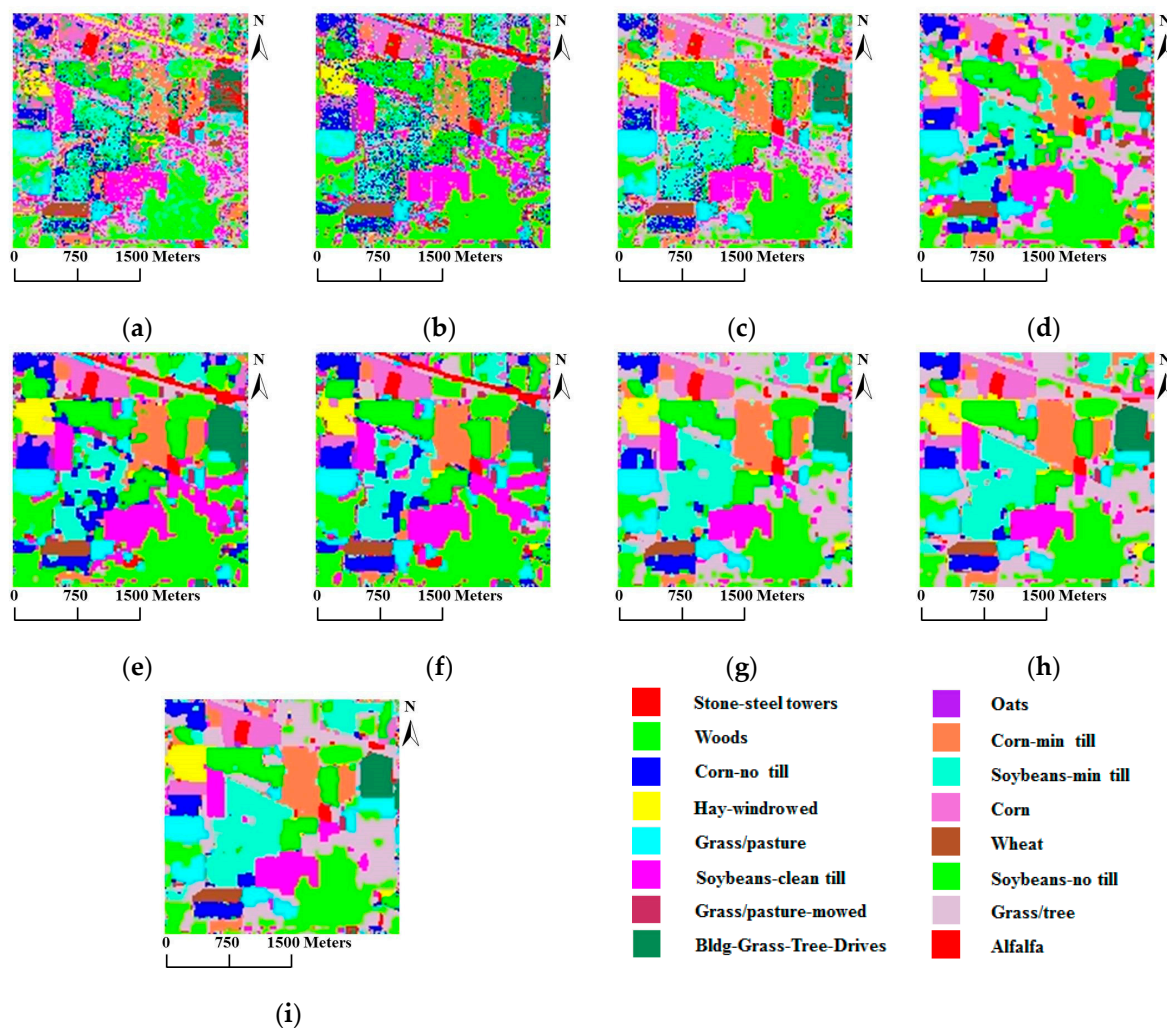 N N N N
0 750 1500 Meters 0 750 1500 Meters 0 750 1500 Meters 0 750 1500 Meters
(a) (b) (c) (d)
N N N N
0 750 1500 Meters 0 750 1500 Meters 0 750 1500 Meters 0 750 1500 Meters
(e) (f) (g) (h)
N
0 750 1500 Meters
(i)
Stone-steel towers
Woods
Corn-no till
Hay-windrowed
Grass/pasture
Soybeans-clean till
Grass/pasture-mowed
Bldg-Grass-Tree-Drives
Oats
Corn-min till
Soybeans-min till
Corn
Wheat
Soybeans-no till
Grass/tree
Alfalfa